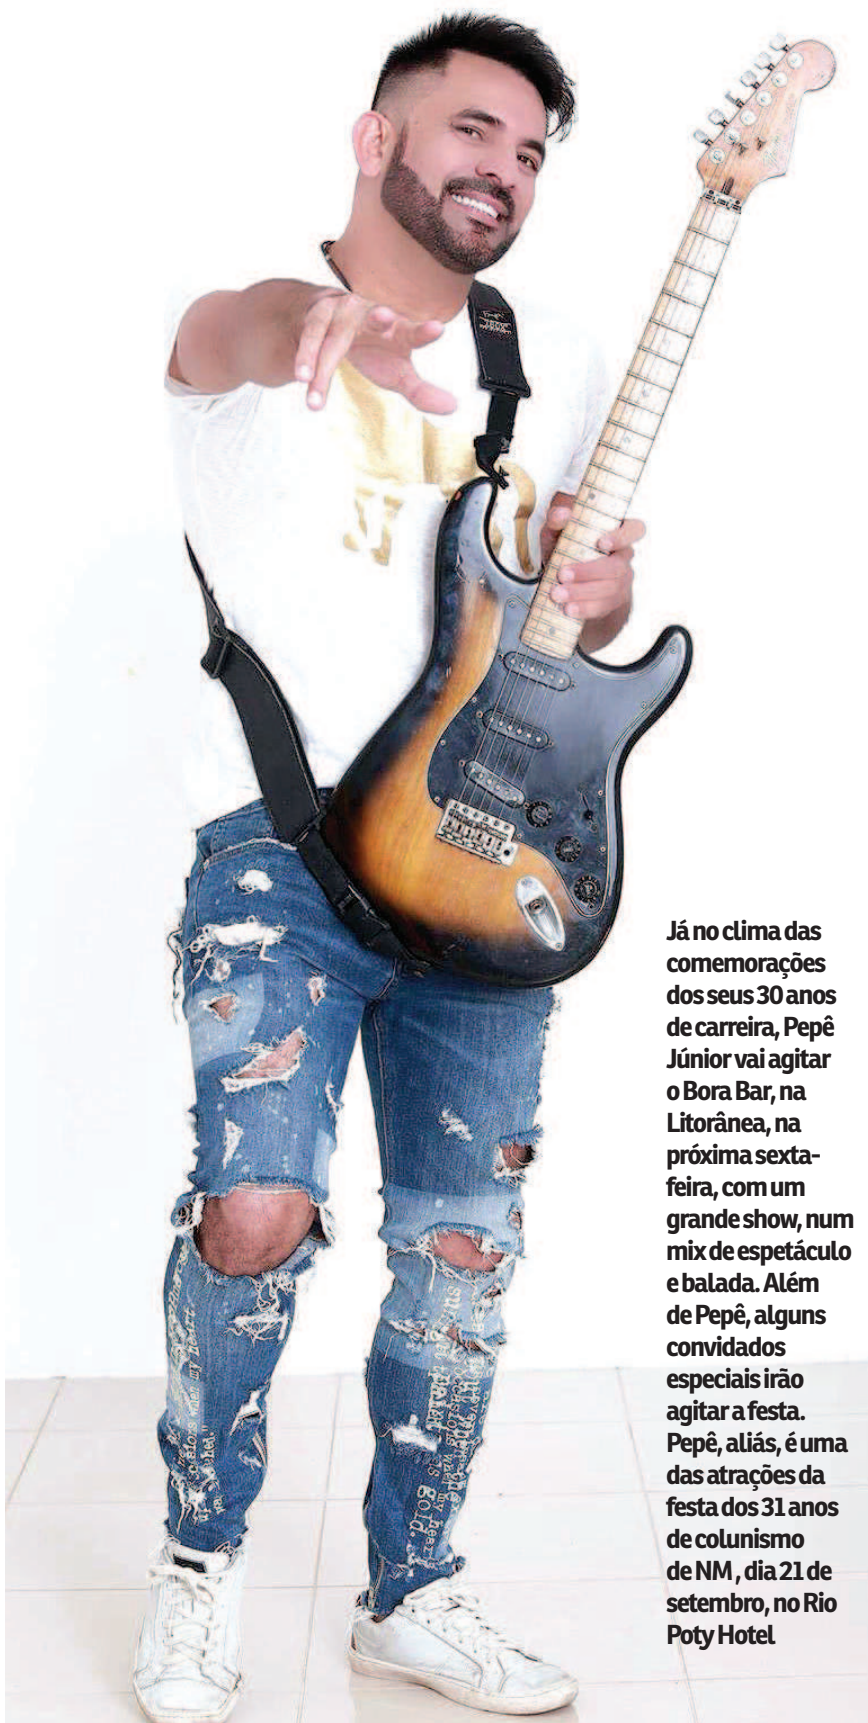 Já no clima das
comemorações
dos seus 30 anos
de carreira, Pepê
Júnior vai agitar
o Bora Bar, na
Litorânea, na
próxima sexta-
feira, com um
grande show, num
mix de espetáculo
e balada. Além
de Pepê, alguns
convidados
especiais irão
agitar a festa.
Pepê, aliás, é uma
das atrações da
festa dos 31 anos
de colunismo
de NM , dia 21 de
setembro, no Rio
Poty Hotel
my heart
gold.